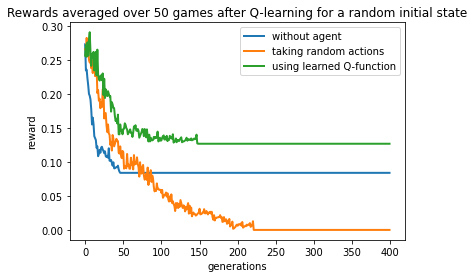 Rewards averaged over 50 games after Q-learning for a random initial state
without agent
taking random actions
using learned Q-function
reward
0.30
0.25
0.20
0.15
0.10
0.05
0.00
0 50 100 150 200 250 300 350 400
generations